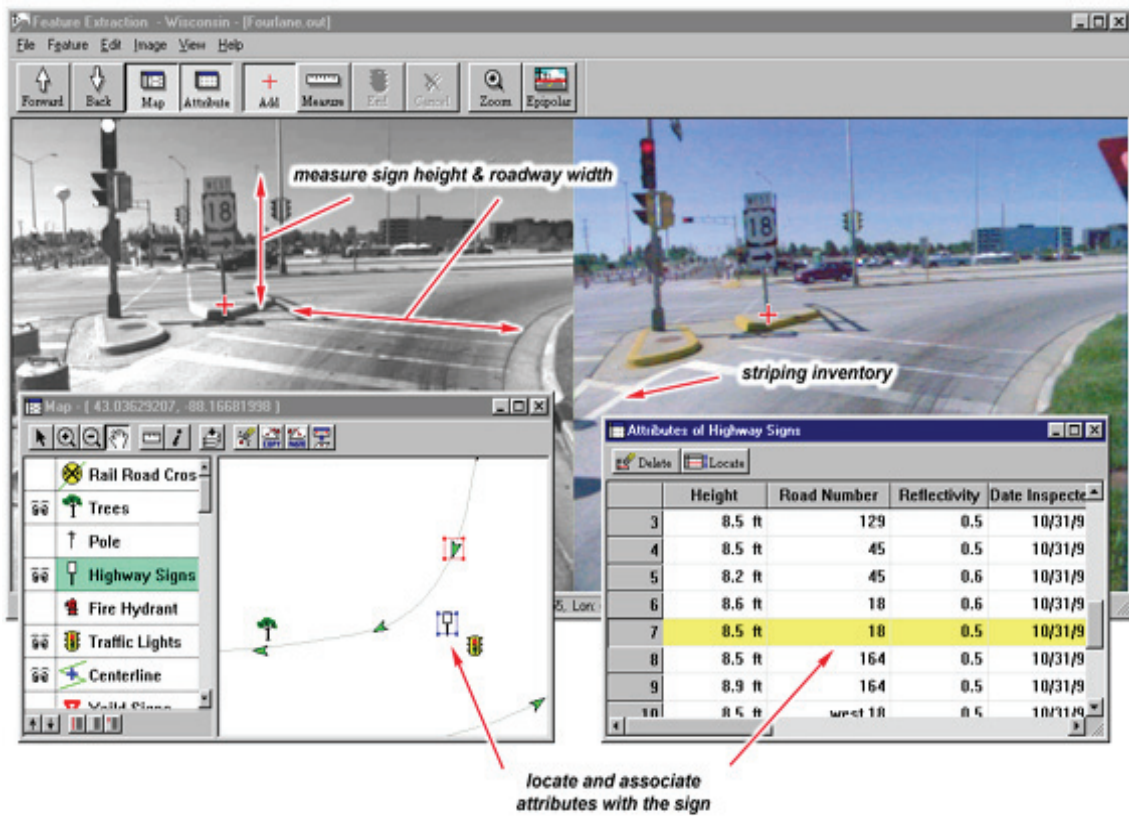 Feature Extraction - Wisconsin - [Fourlane.out]
File Feature Edit Image View Help
Forward Back Map Attribute Add Measure End Cancel Zoom Epipolar
measure sign height & roadway width
WEST
18
WEST
18
striping inventory
Map - ( 43.03629207, -88.16681998 )
COPY
Rail Road Cros
Trees
Pole
Highway Signs
Fire Hydrant
Traffic Lights
Centerline
Yeild Signs
Attributes of Highway Signs
Delete Locate
Height Road Number Reflectivity Date Inspecte
3 8.5 ft 129 0.5 10/31/9
4 8.5 ft 45 0.5 10/31/9
5 8.2 ft 45 0.6 10/31/9
6 8.6 ft 18 0.6 10/31/9
7 8.5 ft 18 0.5 10/31/9
8 8.5 ft 164 0.5 10/31/9
9 8.9 ft 164 0.5 10/31/9
10 8.5 ft west 18 0.5 10/31/9
locate and associate
attributes with the sign